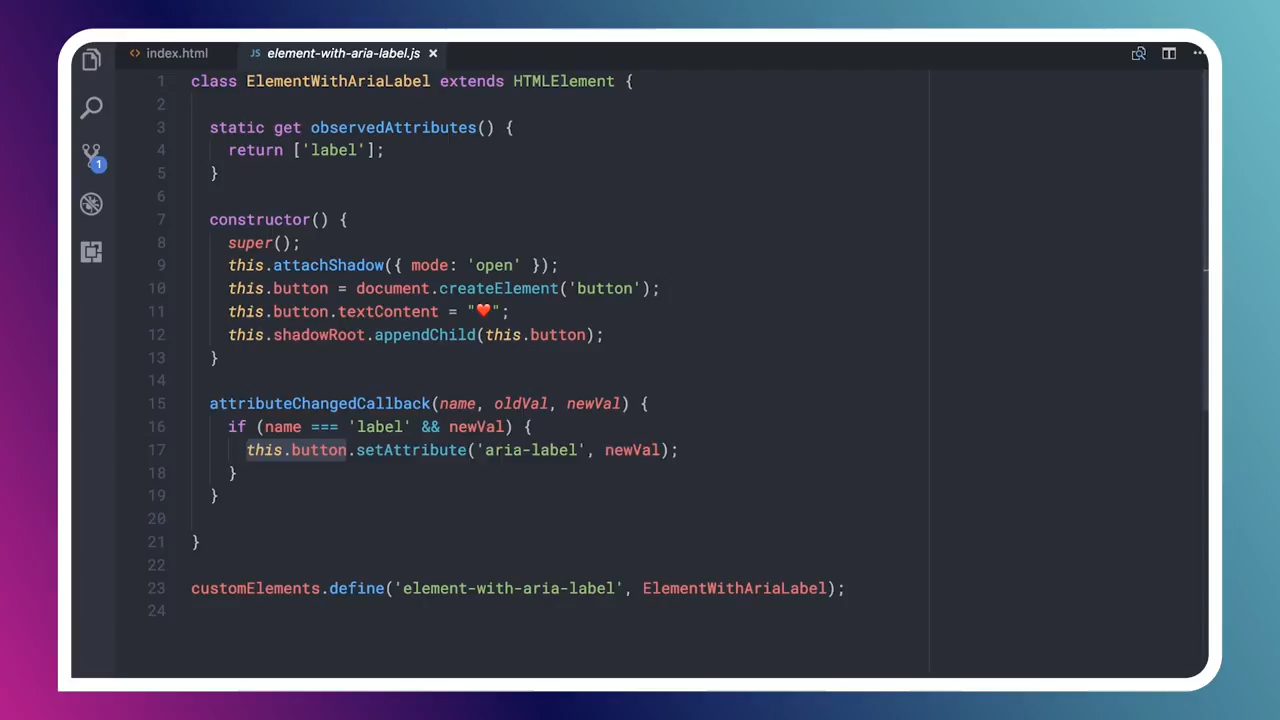 <> index.html JS element-with-aria-label.js ×
1 class ElementWithAriaLabel extends HTMLElement {
2
3 static get observedAttributes() {
4 return ['label'];
5 }
6
7 constructor() {
8 super();
9 this.attachShadow({ mode: 'open' });
10 this.button = document.createElement('button');
11 this.button.textContent = "❤️";
12 this.shadowRoot.appendChild(this.button);
13 }
14
15 attributeChangedCallback(name, oldVal, newVal) {
16 if (name === 'label' && newVal) {
17 this.button.setAttribute('aria-label', newVal);
18 }
19 }
20
21 }
22
23 customElements.define('element-with-aria-label', ElementWithAriaLabel);
24
1